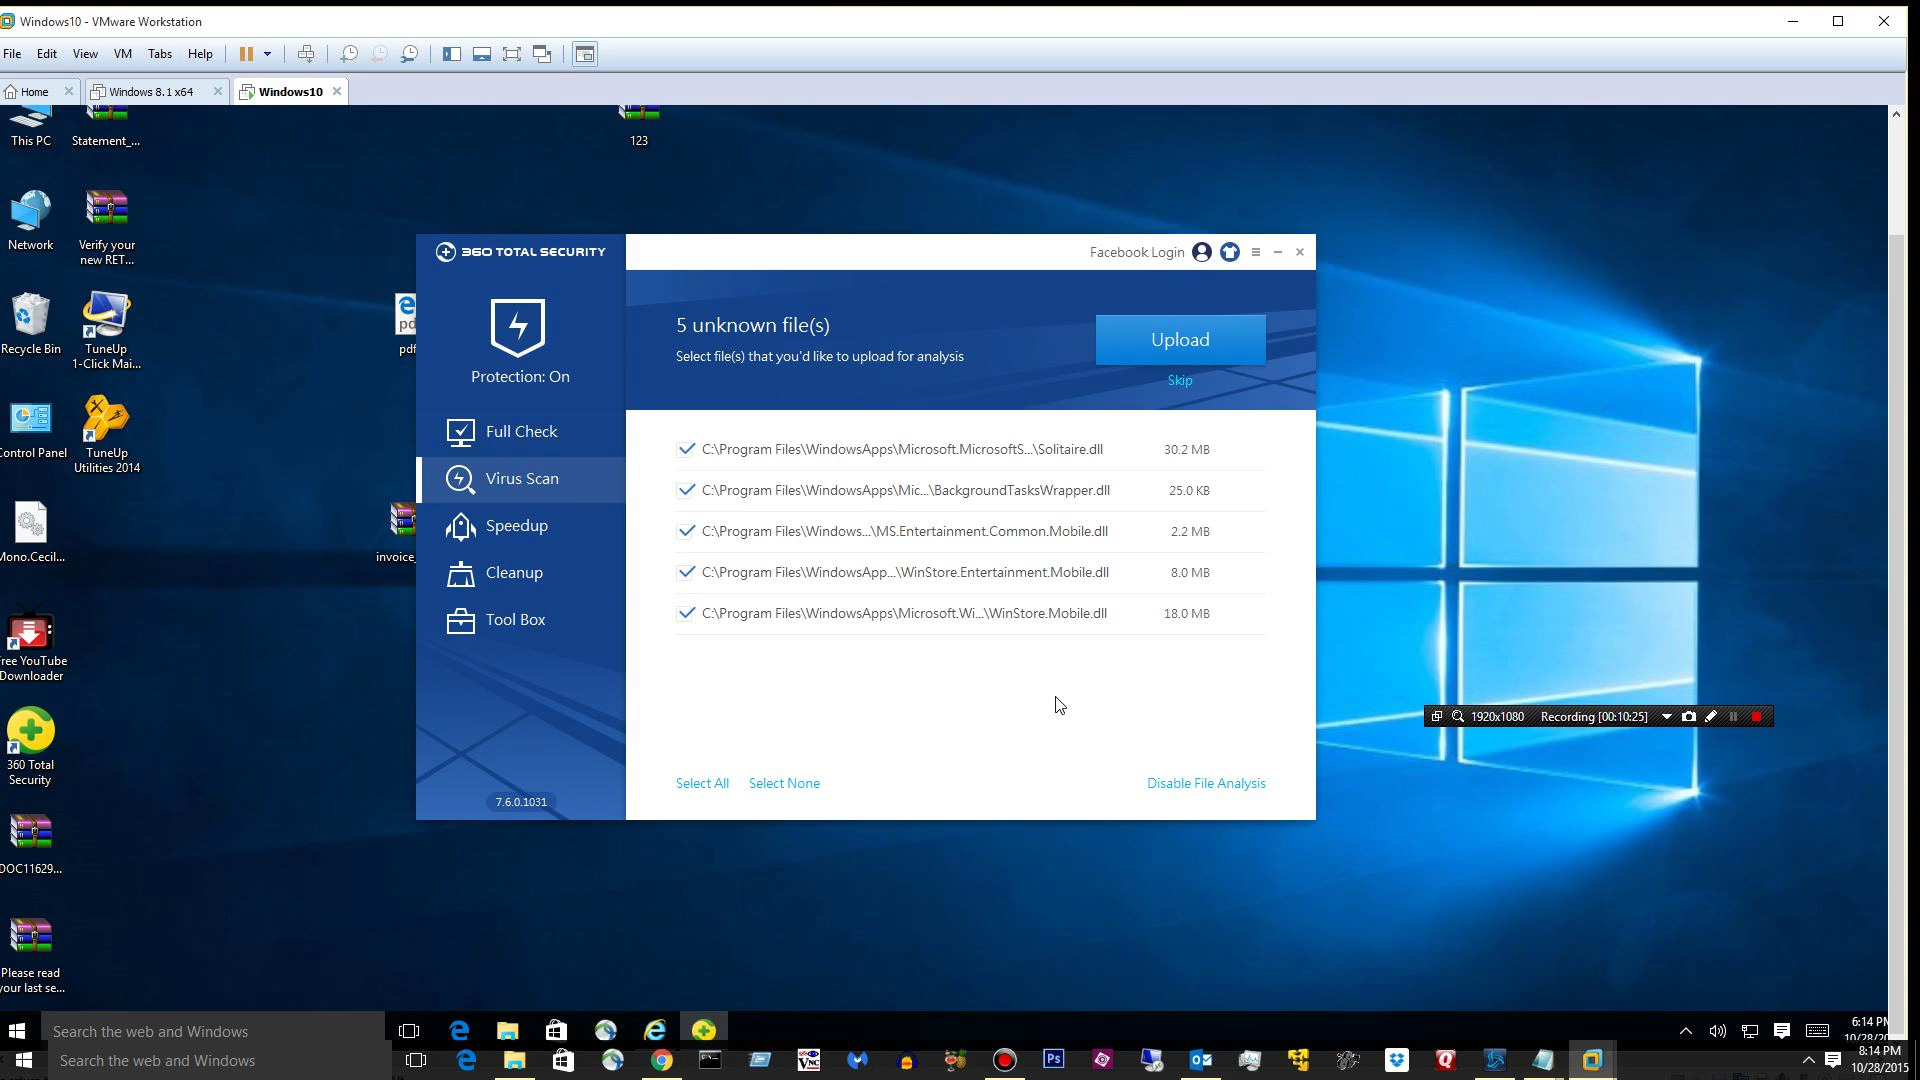 Windows10 - VMware Workstation
File Edit View VM Tabs Help
Home
Windows 8.1 x64
Windows10
This PC
Statement_...
123
Network
Verify your
new RET...
Recycle Bin
TuneUp
1-Click Mai...
pdf
Control Panel
TuneUp
Utilities 2014
Mono.Cecil...
invoice_
Free YouTube
Downloader
360 Total
Security
DOC11629...
Please read
your last se...
360 TOTAL SECURITY
Protection: On
Full Check
Virus Scan
Speedup
Cleanup
Tool Box
7.6.0.1031
Facebook Login
5 unknown file(s)
Select file(s) that you'd like to upload for analysis
Upload
Skip
C:\Program Files\WindowsApps\Microsoft.MicrosoftS...\Solitaire.dll 30.2 MB
C:\Program Files\WindowsApps\Mic...\BackgroundTasksWrapper.dll 25.0 KB
C:\Program Files\Windows...\MS.Entertainment.Common.Mobile.dll 2.2 MB
C:\Program Files\WindowsApp...\WinStore.Entertainment.Mobile.dll 8.0 MB
C:\Program Files\WindowsApps\Microsoft.Wi...\WinStore.Mobile.dll 18.0 MB
Select All Select None Disable File Analysis
1920x1080 Recording [00:10:25]
Search the web and Windows
6:14 PM
Search the web and Windows
8:14 PM
10/28/2015